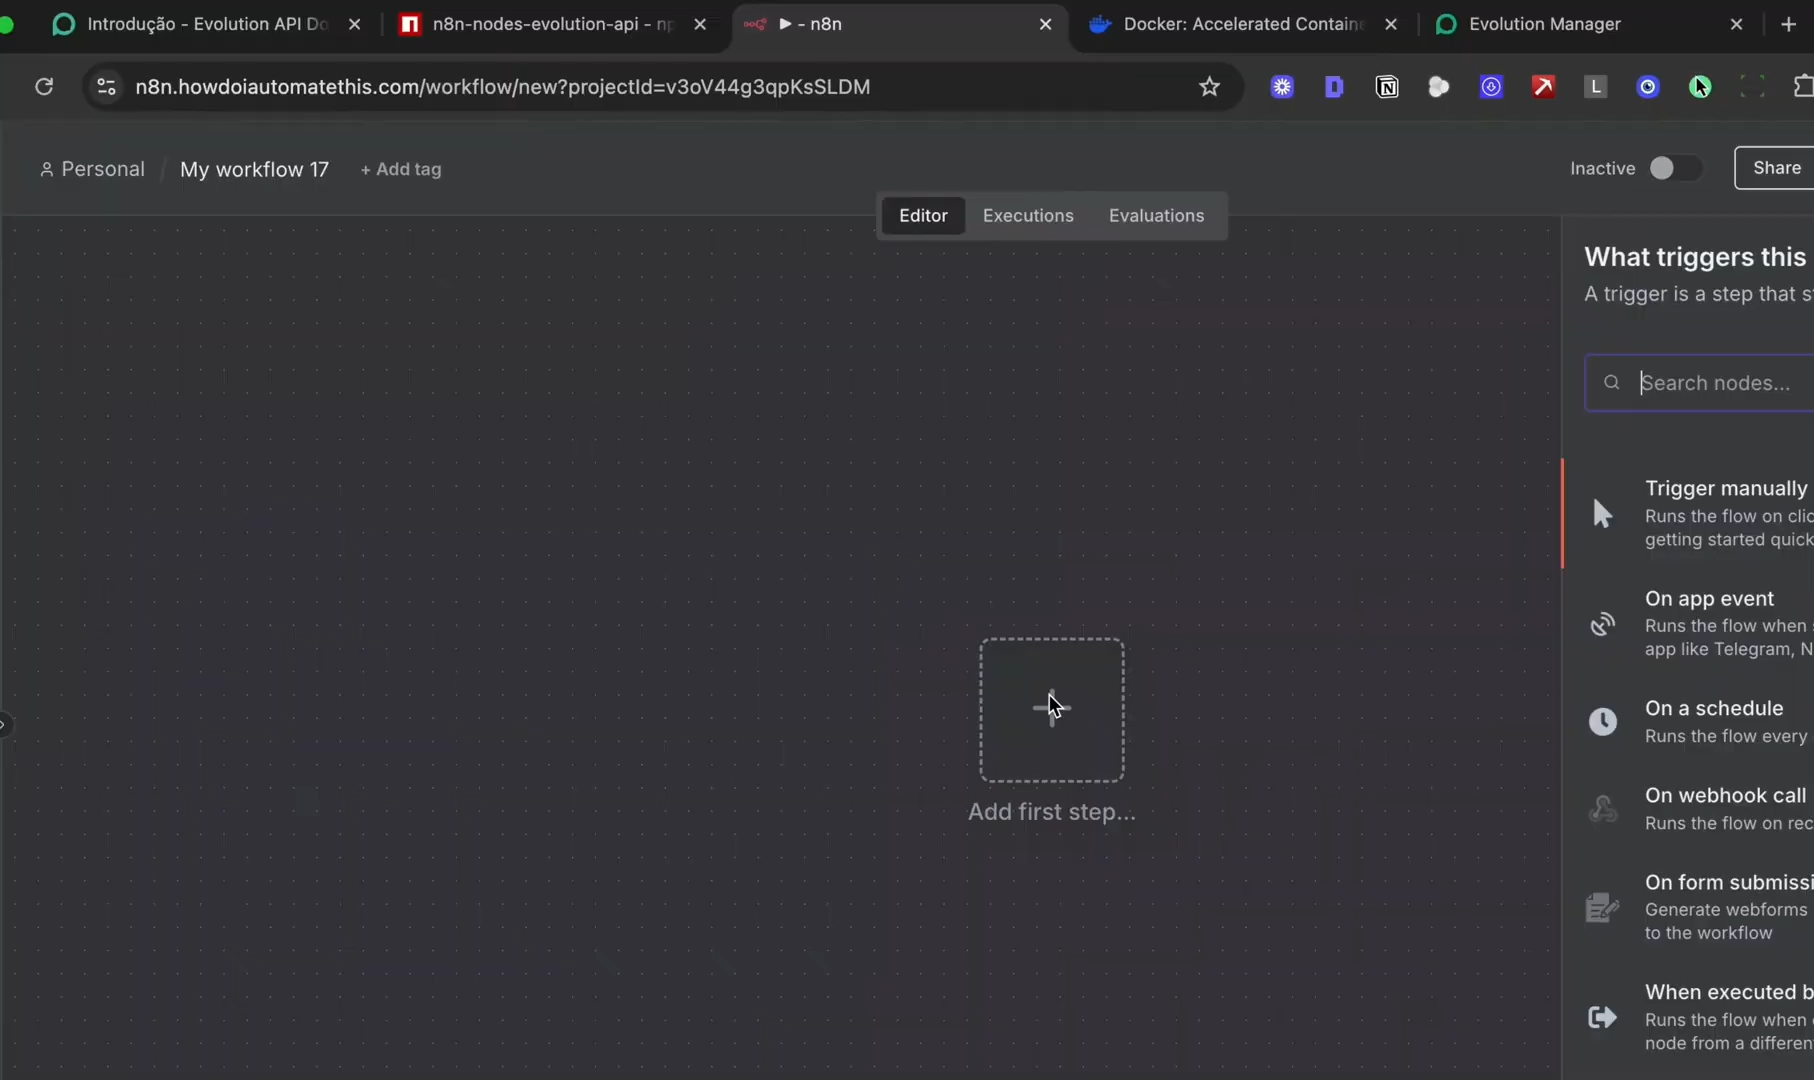 Introdução - Evolution API Do
n8n-nodes-evolution-api - np
- n8n
Docker: Accelerated Containe
Evolution Manager
n8n.howdoiautomatethis.com/workflow/new?projectId=v3oV44g3qpKsSLDM
L
Personal / My workflow 17 + Add tag
Inactive
Share
Editor Executions Evaluations
What triggers this
A trigger is a step that s
Search nodes...
Trigger manually
Runs the flow on clic
getting started quick
On app event
Runs the flow when s
app like Telegram, N
On a schedule
Runs the flow every
On webhook call
Runs the flow on rec
On form submissi
Generate webforms
to the workflow
When executed b
Runs the flow when
node from a differen
Add first step...